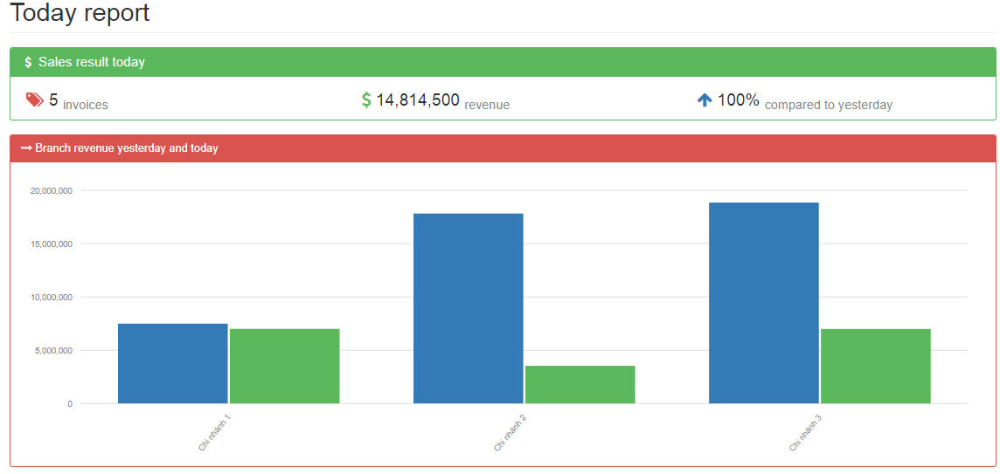 Today report
$ Sales result today
5 invoices
$ 14,814,500 revenue
100% compared to yesterday
Branch revenue yesterday and today
20,000,000
15,000,000
10,000,000
5,000,000
0
Chi nhánh 1
Chi nhánh 2
Chi nhánh 3